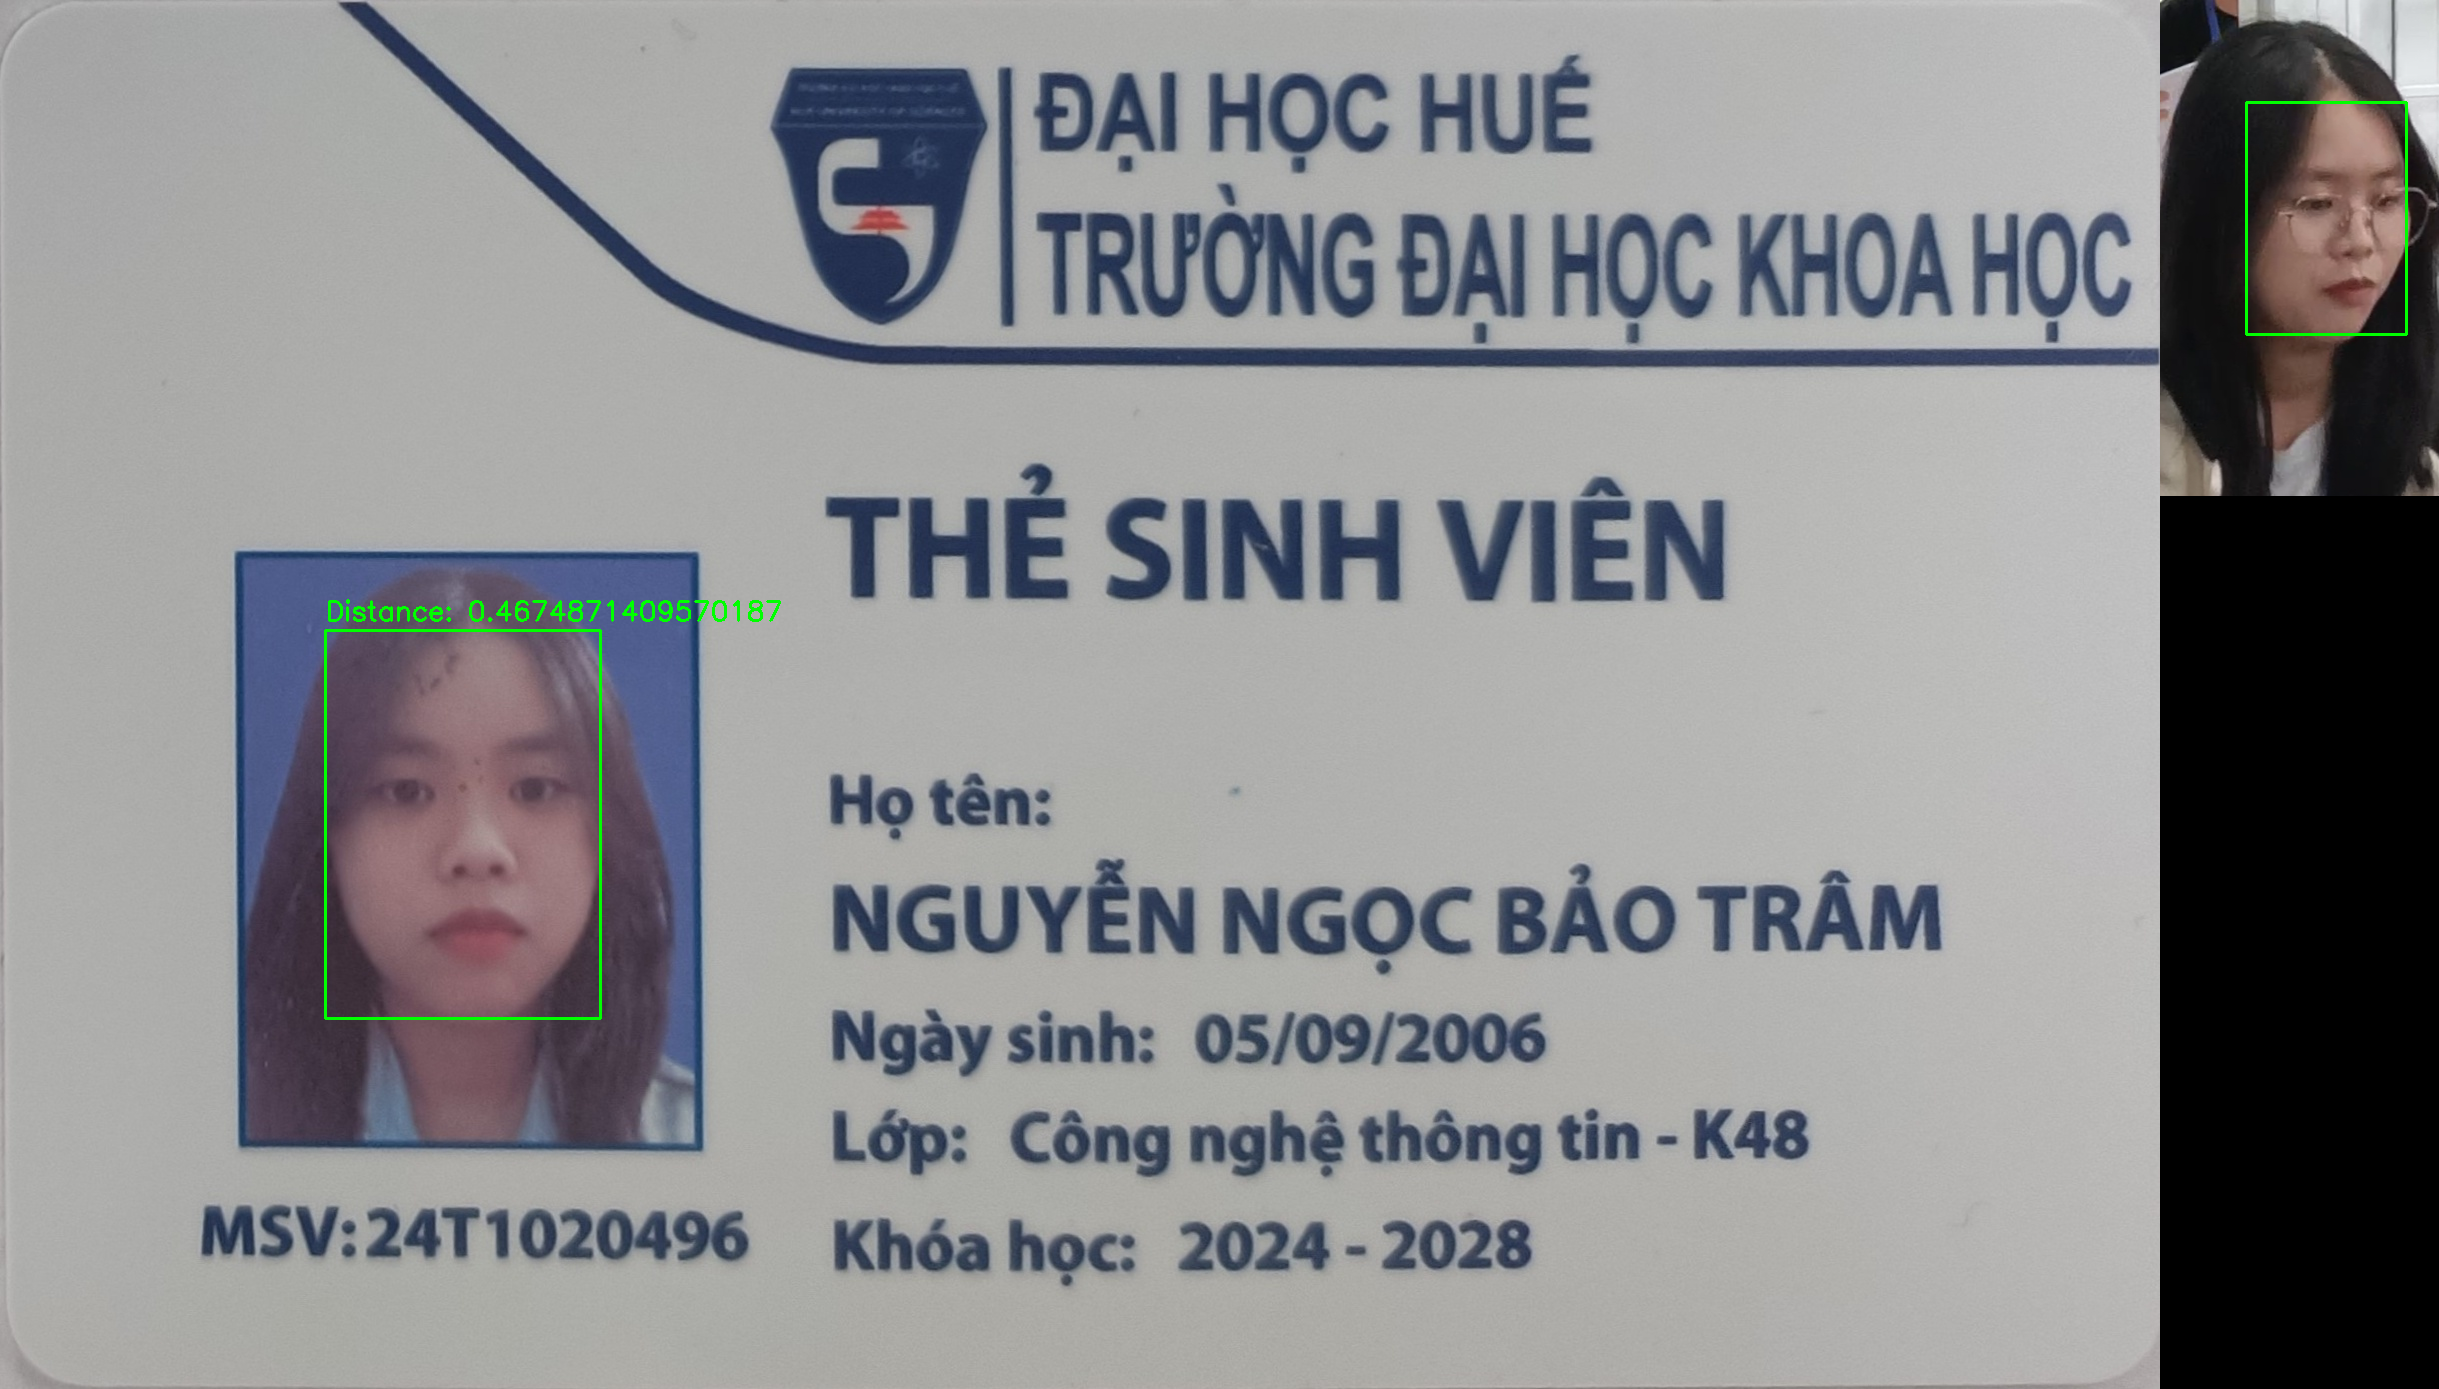 ĐẠI HỌC HUẾ
TRƯỜNG ĐẠI HỌC KHOA HỌC
THẺ SINH VIÊN
Distance: 0.4674871409570187
Họ tên:
NGUYỄN NGỌC BẢO TRÂM
Ngày sinh: 05/09/2006
Lớp: Công nghệ thông tin - K48
MSV:24T1020496
Khóa học: 2024 - 2028